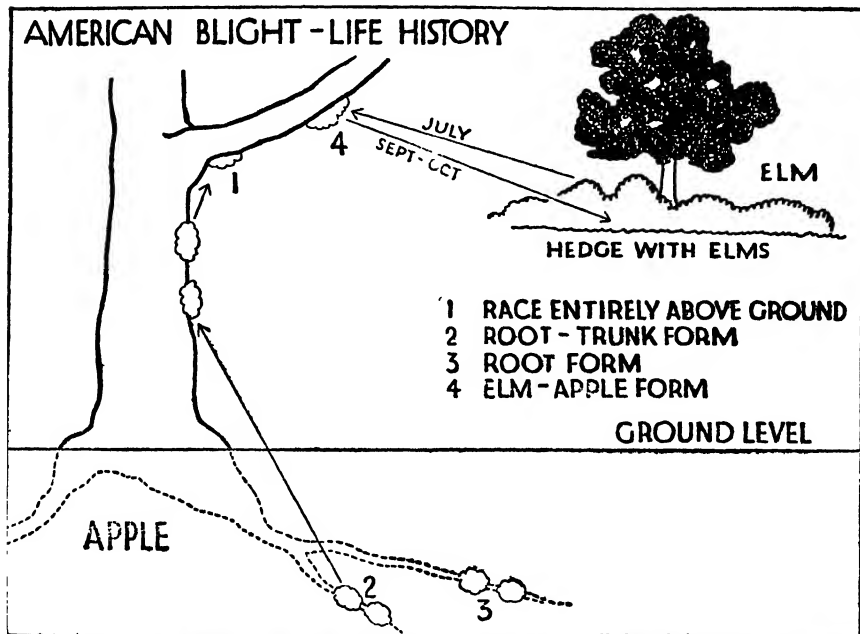 AMERICAN BLIGHT - LIFE HISTORY
JULY
SEPT - OCT
4
1
ELM
HEDGE WITH ELMS
1 RACE ENTIRELY ABOVE GROUND
2 ROOT - TRUNK FORM
3 ROOT FORM
4 ELM - APPLE FORM
GROUND LEVEL
APPLE
2
3